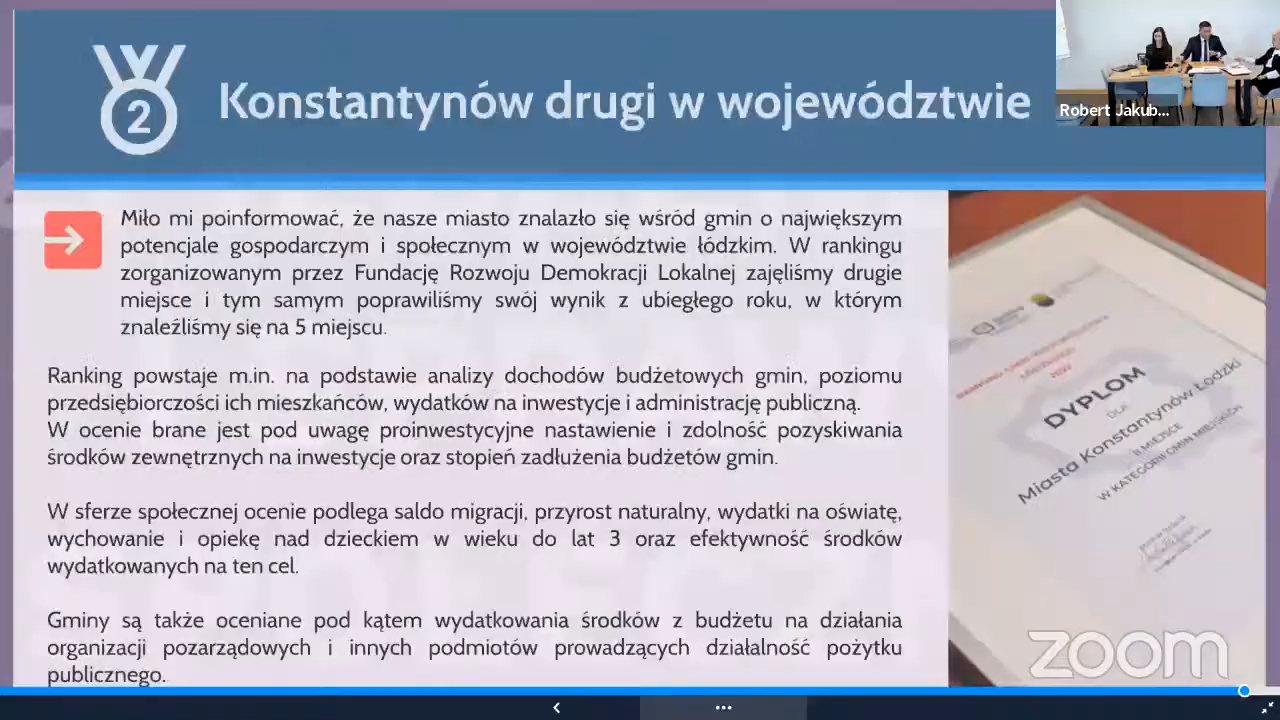 2
Konstantynów drugi w województwie
Robert Jakub...
Miło mi poinformować, że nasze miasto znalazło się wśród gmin o największym
potencjale gospodarczym i społecznym w województwie łódzkim. W rankingu
zorganizowanym przez Fundację Rozwoju Demokracji Lokalnej zajęliśmy drugie
miejsce i tym samym poprawiliśmy swój wynik z ubiegłego roku, w którym
znaleźliśmy się na 5 miejscu.
Ranking powstaje m.in. na podstawie analizy dochodów budżetowych gmin, poziomu
przedsiębiorczości ich mieszkańców, wydatków na inwestycje i administrację publiczną.
W ocenie brane jest pod uwagę proinwestycyjne nastawienie i zdolność pozyskiwania
środków zewnętrznych na inwestycje oraz stopień zadłużenia budżetów gmin.
W sferze społecznej ocenie podlega saldo migracji, przyrost naturalny, wydatki na oświatę,
wychowanie i opiekę nad dzieckiem w wieku do lat 3 oraz efektywność środków
wydatkowanych na ten cel.
Gminy są także oceniane pod kątem wydatkowania środków z budżetu na działania
organizacji pozarządowych i innych podmiotów prowadzących działalność pożytku
publicznego.
DYPLOM
DLA
Miasta Konstantynów Łódzki
II MIEJSCE
W KATEGORII GMIN MIEJSKICH
zoom